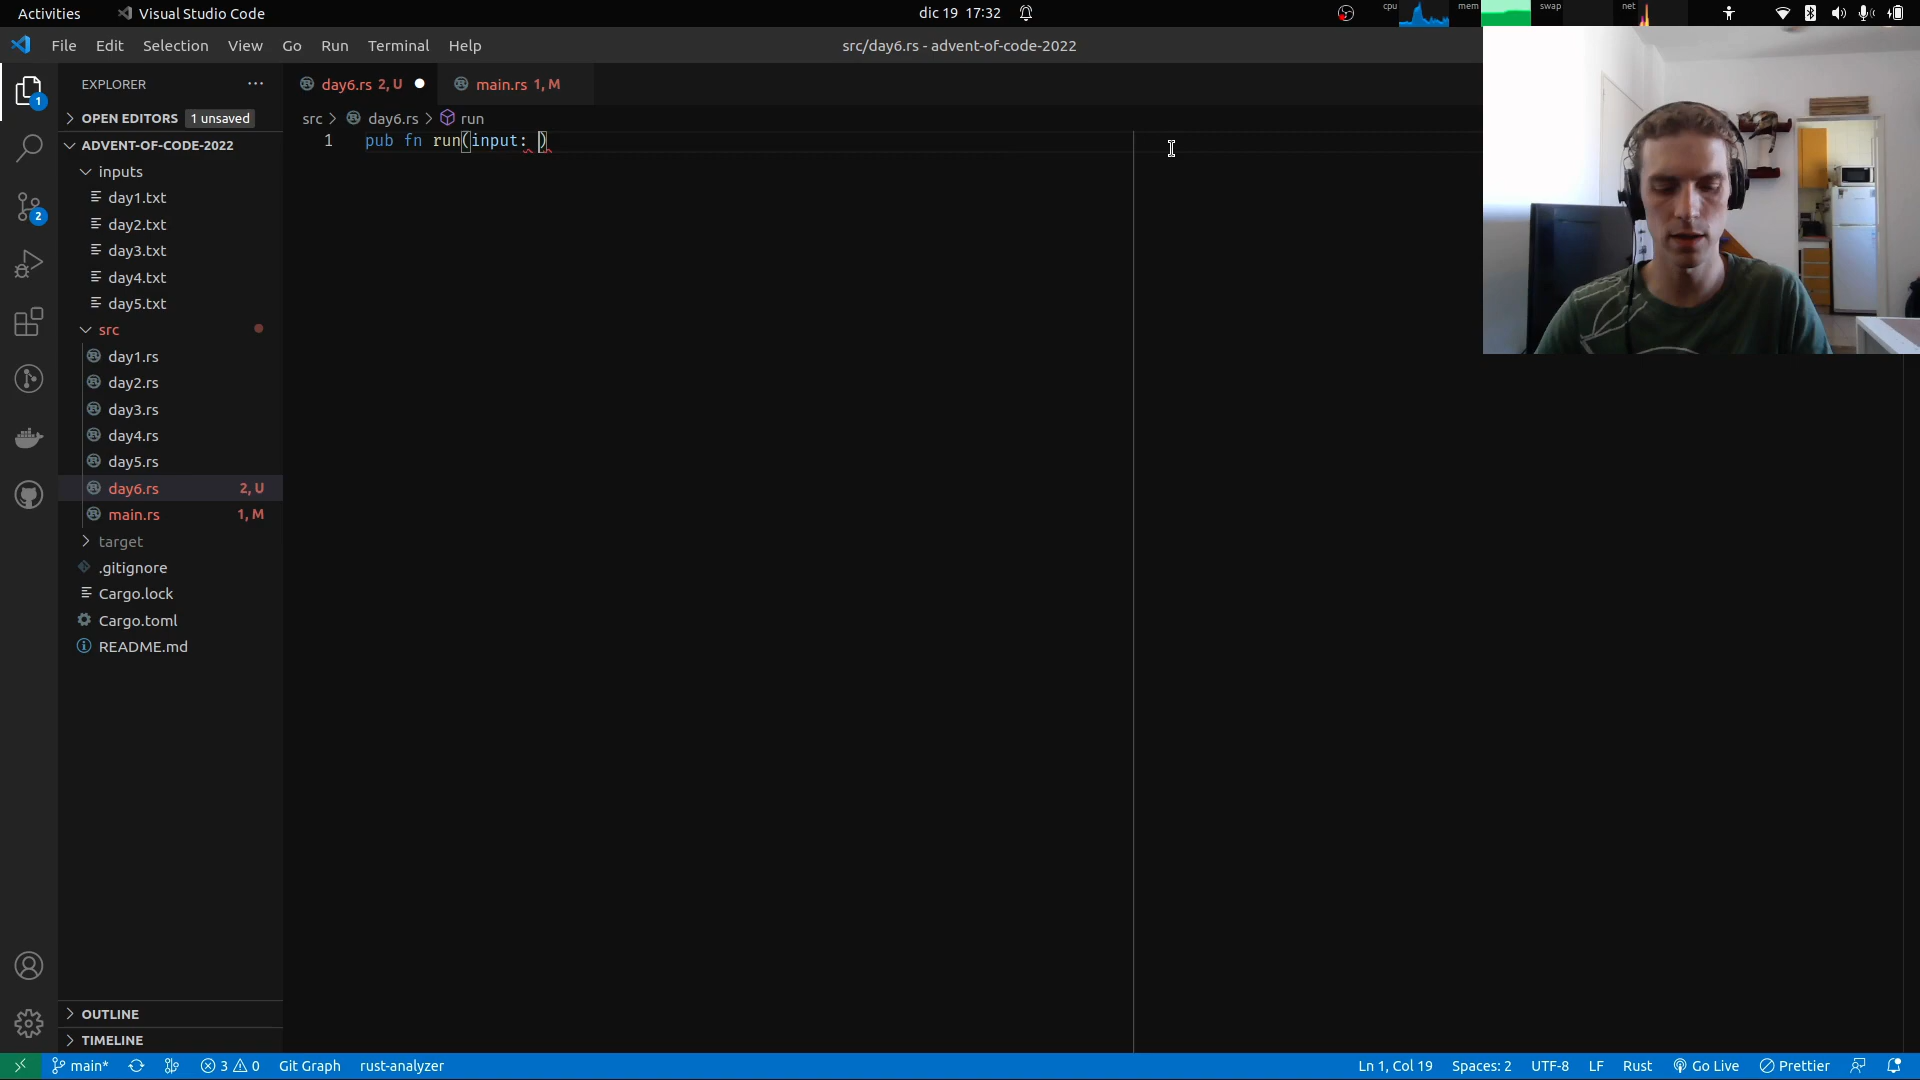 Activities
Visual Studio Code
dic 19 17:32
cpu
mem
swap
net
File Edit Selection View Go Run Terminal Help
src/day6.rs - advent-of-code-2022
EXPLORER
day6.rs 2, U
main.rs 1, M
OPEN EDITORS 1 unsaved
src > day6.rs > run
ADVENT-OF-CODE-2022
1 pub fn run(input: )
inputs
day1.txt
day2.txt
day3.txt
day4.txt
day5.txt
src
day1.rs
day2.rs
day3.rs
day4.rs
day5.rs
day6.rs 2, U
main.rs 1, M
target
.gitignore
Cargo.lock
Cargo.toml
README.md
1
2
OUTLINE
TIMELINE
main* 3 0 Git Graph rust-analyzer
Ln 1, Col 19 Spaces: 2 UTF-8 LF Rust Go Live Prettier